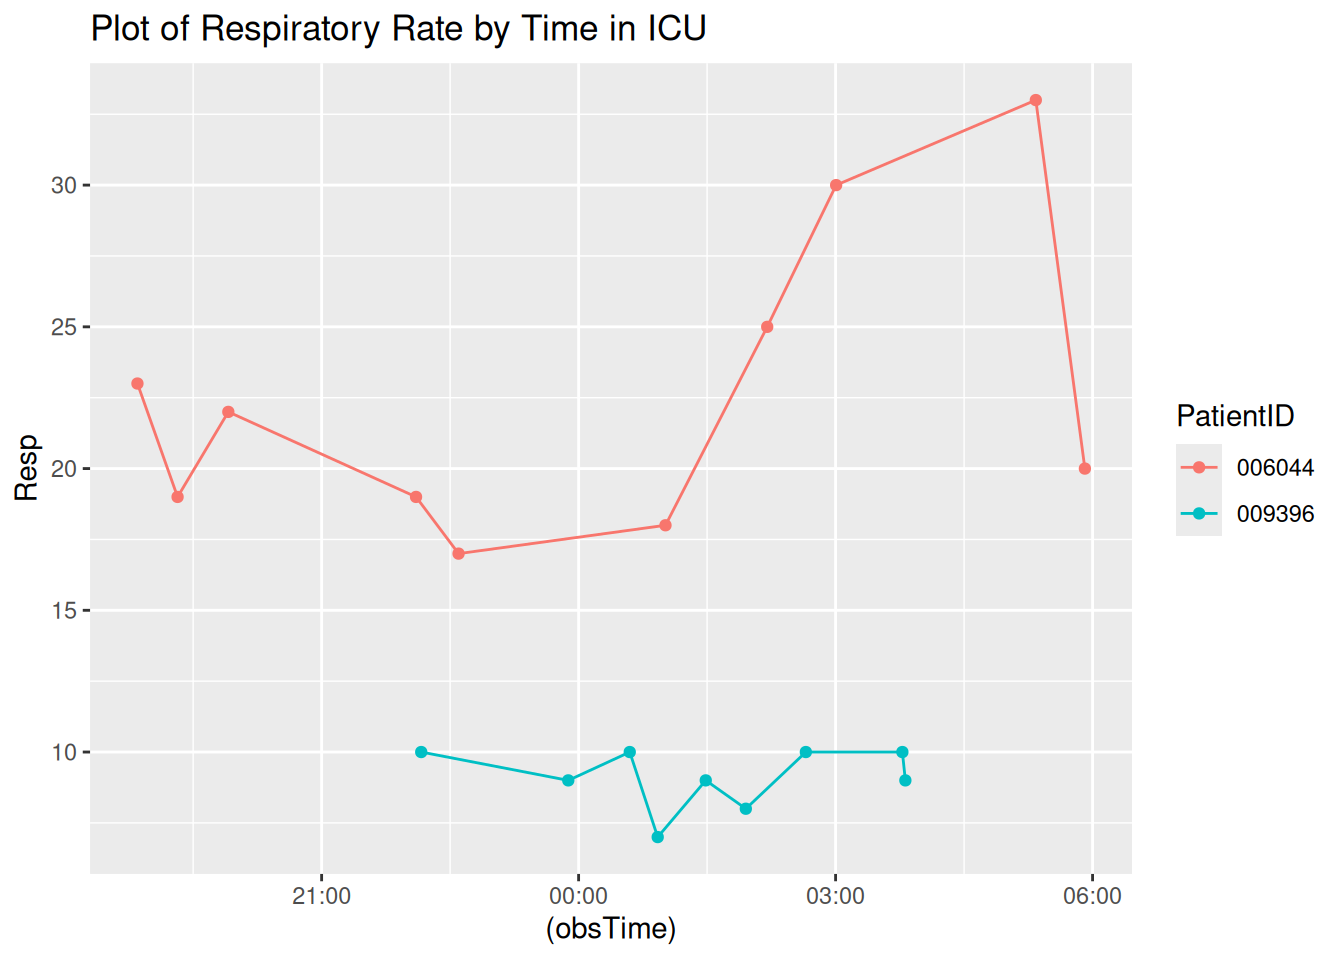 Plot of Respiratory Rate by Time in ICU
30
25
20
15
10
Resp
21:00
00:00
03:00
06:00
(obsTime)
PatientID
006044
009396